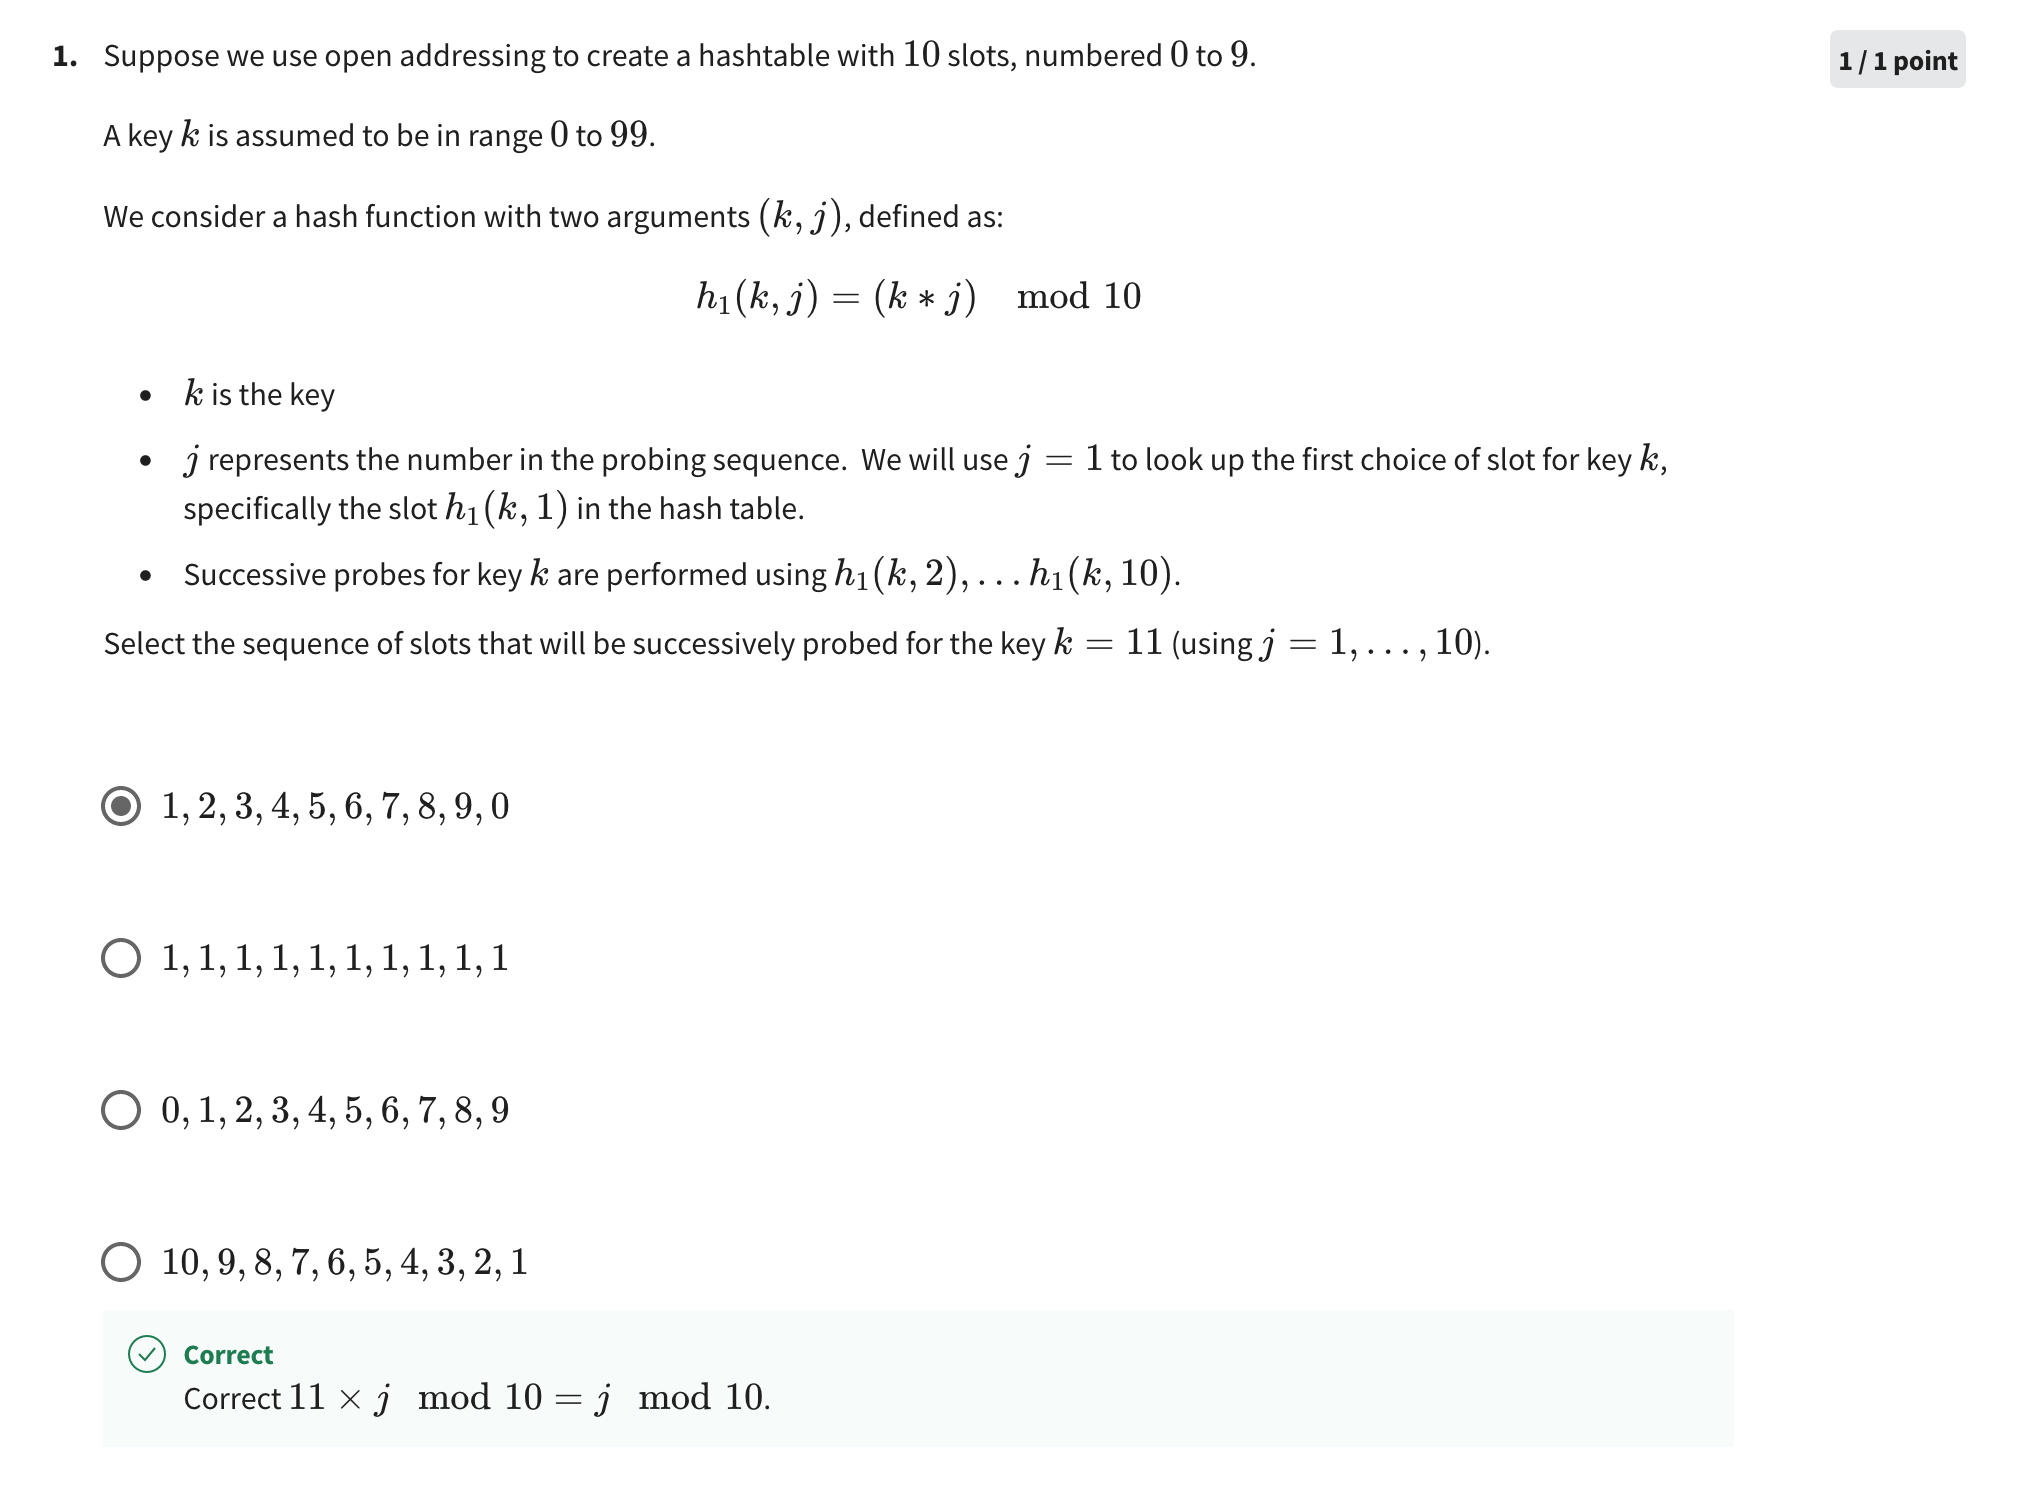 1. Suppose we use open addressing to create a hashtable with 10 slots, numbered 0 to 9.
1 / 1 point
A key k is assumed to be in range 0 to 99.
We consider a hash function with two arguments (k, j), defined as:
h₁(k, j) = (k ∗ j) mod 10
• k is the key
• j represents the number in the probing sequence. We will use j = 1 to look up the first choice of slot for key k,
specifically the slot h₁(k, 1) in the hash table.
• Successive probes for key k are performed using h₁(k, 2), . . . h₁(k, 10).
Select the sequence of slots that will be successively probed for the key k = 11 (using j = 1, . . . , 10).
1, 2, 3, 4, 5, 6, 7, 8, 9, 0
1, 1, 1, 1, 1, 1, 1, 1, 1, 1
0, 1, 2, 3, 4, 5, 6, 7, 8, 9
10, 9, 8, 7, 6, 5, 4, 3, 2, 1
Correct
Correct 11 × j mod 10 = j mod 10.